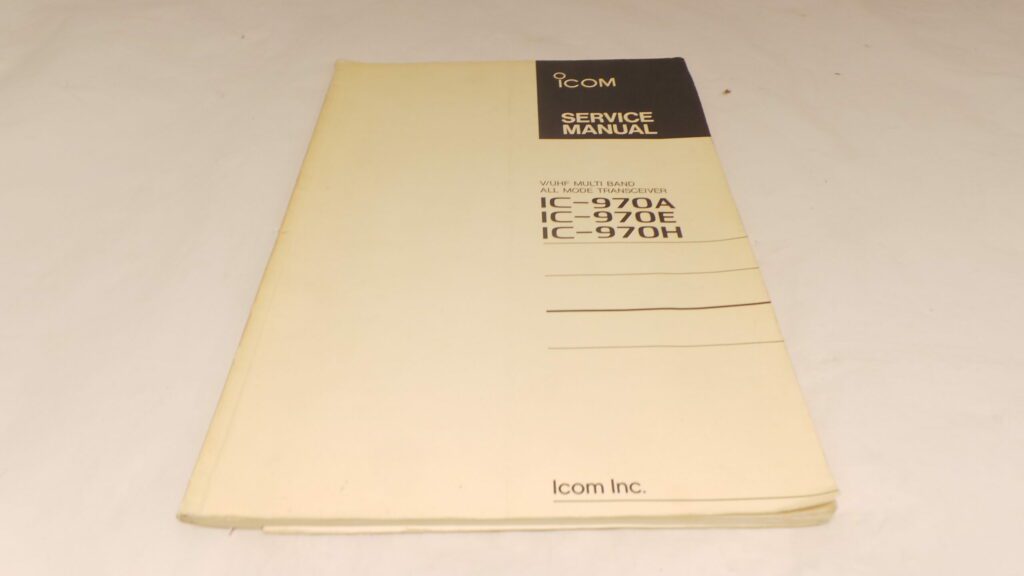 ICOM
SERVICE
MANUAL
V/UHF MULTI BAND
ALL MODE TRANSCEIVER
IC-970A
IC-970E
IC-970H
Icom Inc.